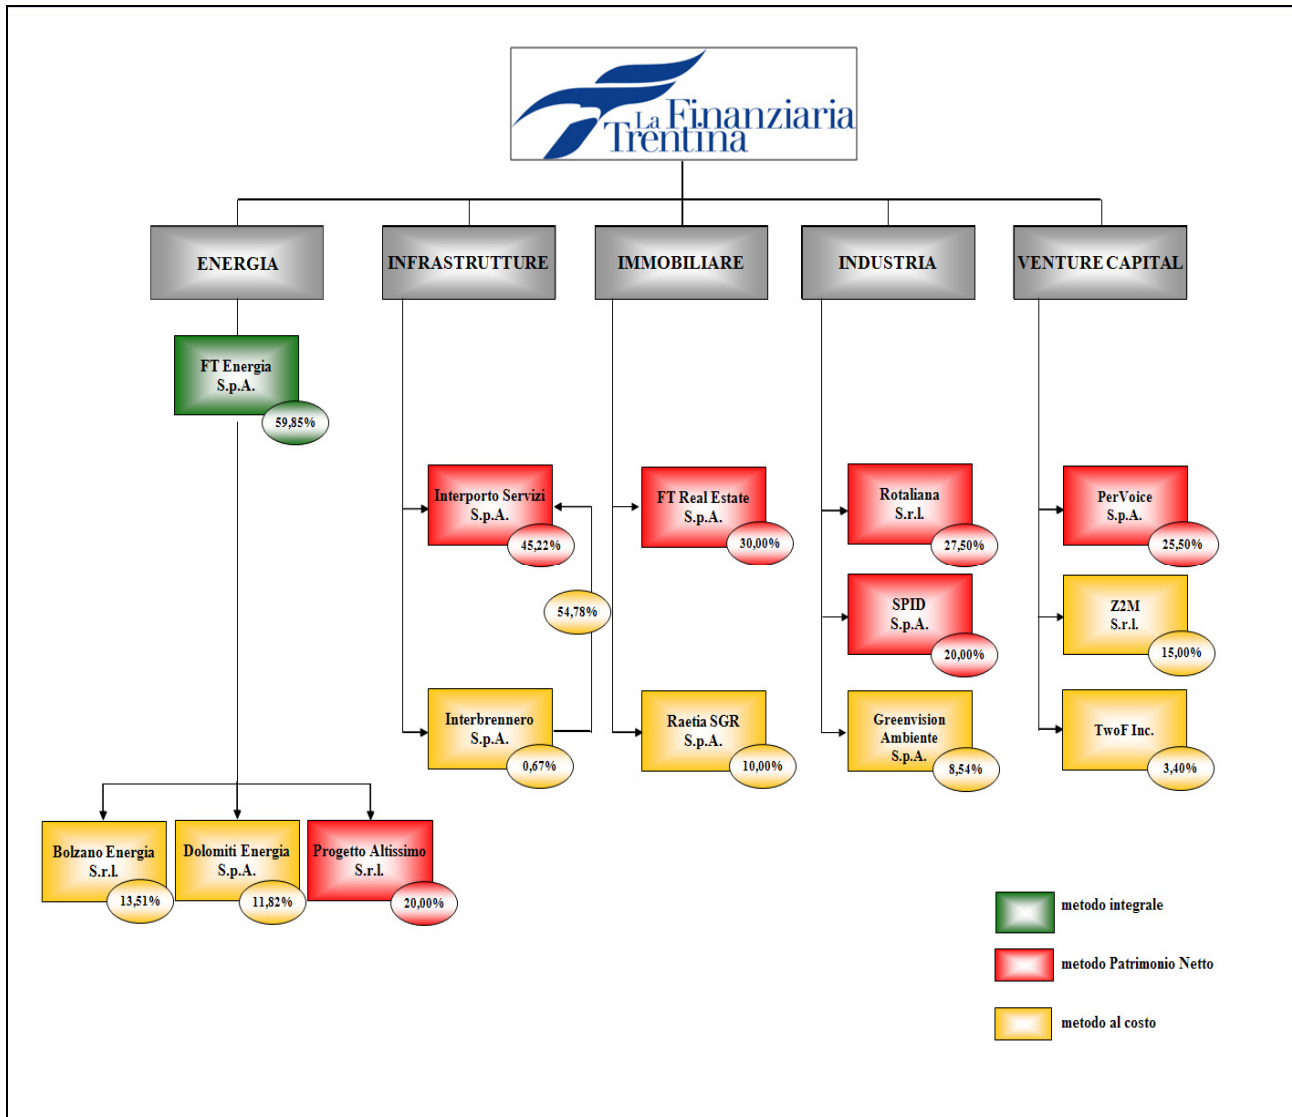 La Finanziaria
Trentina
ENERGIA
INFRASTRUTTURE
IMMOBILIARE
INDUSTRIA
VENTURE CAPITAL
FT Energia
S.p.A.
59,85%
Interporto Servizi
S.p.A.
45,22%
FT Real Estate
S.p.A.
30,00%
Rotaliana
S.r.l.
27,50%
PerVoice
S.p.A.
25,50%
54,78%
SPID
S.p.A.
20,00%
Z2M
S.r.l.
15,00%
Interbrennero
S.p.A.
0,67%
Raetia SGR
S.p.A.
10,00%
Greenvision
Ambiente
S.p.A.
8,54%
TwoF Inc.
3,40%
Bolzano Energia
S.r.l.
13,51%
Dolomiti Energia
S.p.A.
11,82%
Progetto Altissimo
S.r.l.
20,00%
metodo integrale
metodo Patrimonio Netto
metodo al costo